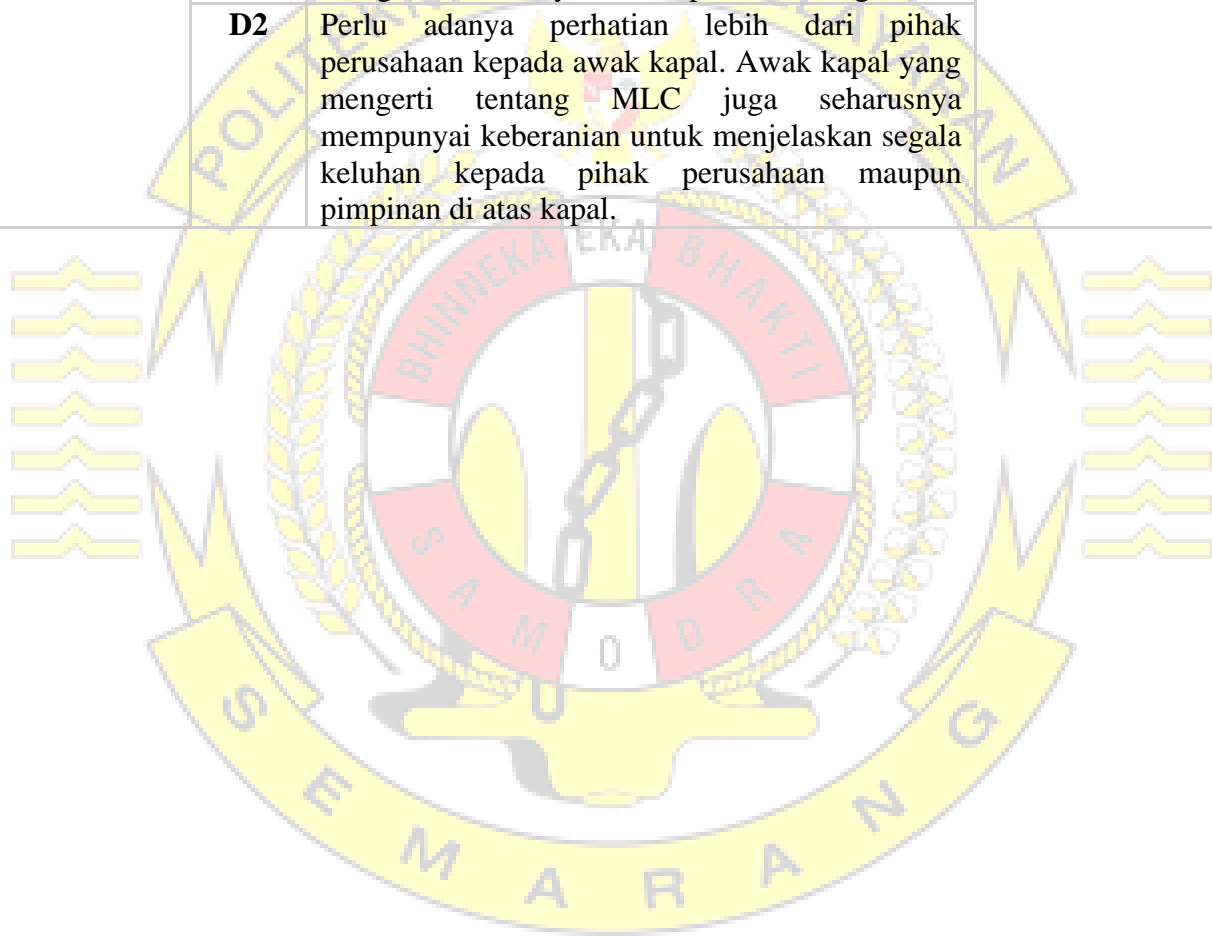 D2 Perlu adanya perhatian lebih dari pihak
perusahaan kepada awak kapal. Awak kapal yang
mengerti tentang MLC juga seharusnya
mempunyai keberanian untuk menjelaskan segala
keluhan kepada pihak perusahaan maupun
pimpinan di atas kapal.
BHINNEKA EKA BHAKTI
SAMODRA
SEMARANG